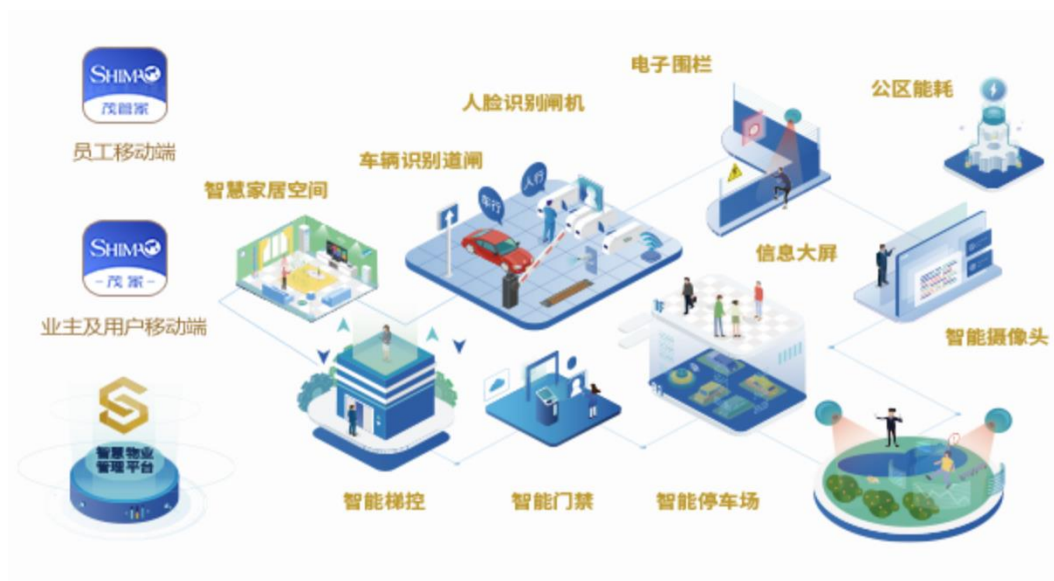 SHIMAO
茂管家
员工移动端
SHIMAO
-茂家-
业主及用户移动端
智慧物业
管理平台
智慧家居空间
车辆识别道闸
人脸识别闸机
电子围栏
公区能耗
车行
人行
信息大屏
智能摄像头
智能梯控
智能门禁
智能停车场
1F